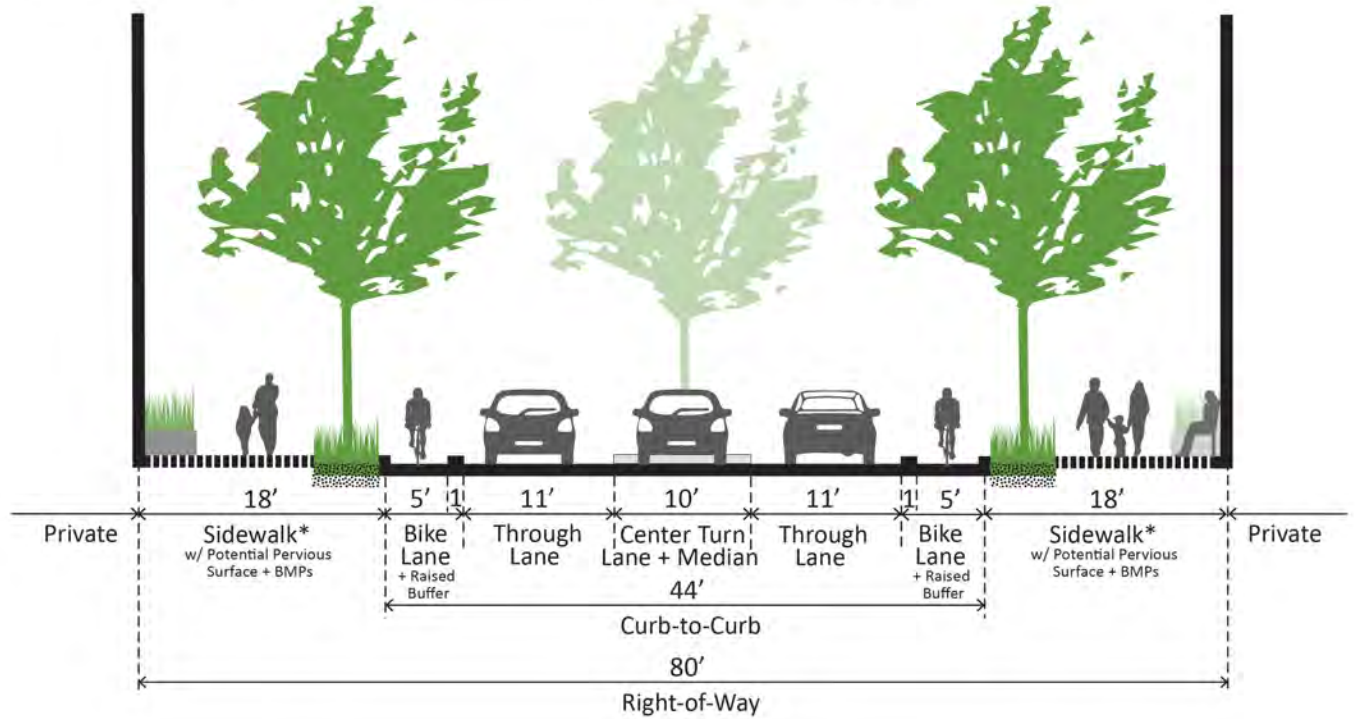 18’ 5’ 1’ 11’ 10’ 11’ 1’ 5’ 18’
Private Sidewalk* Bike Through Center Turn Through Bike Sidewalk* Private
w/ Potential Pervious Lane Lane Lane + Median Lane Lane w/ Potential Pervious
Surface + BMPs + Raised + Raised Surface + BMPs
Buffer Buffer
44’
Curb-to-Curb
80’
Right-of-Way